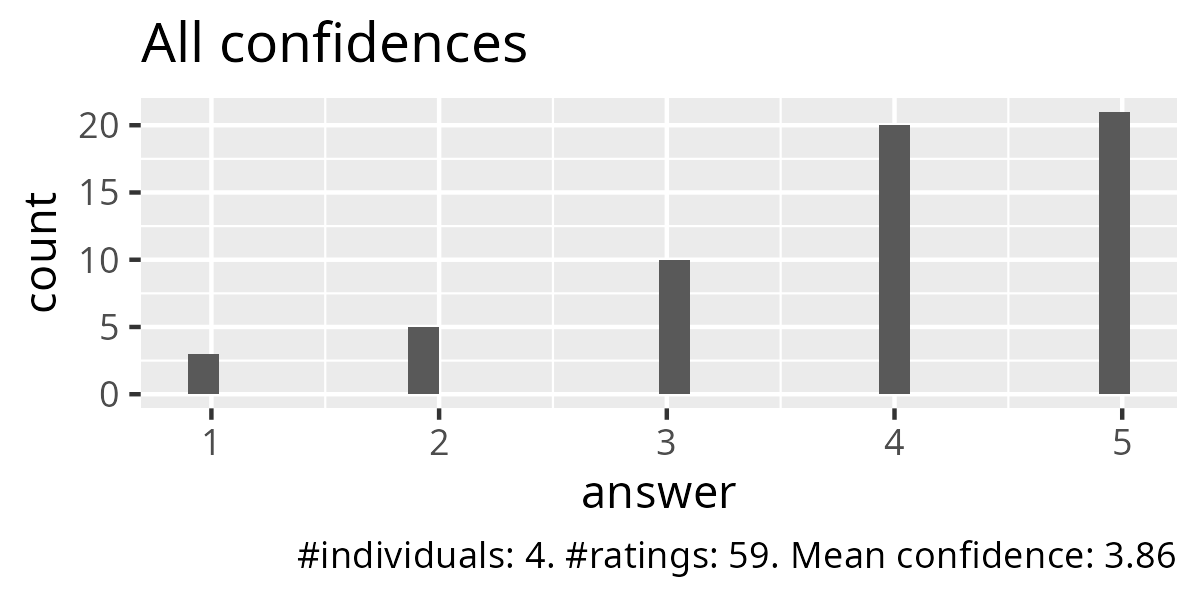 All confidences
count
20
15
10
5
0
1 2 3 4 5
answer
#individuals: 4. #ratings: 59. Mean confidence: 3.86